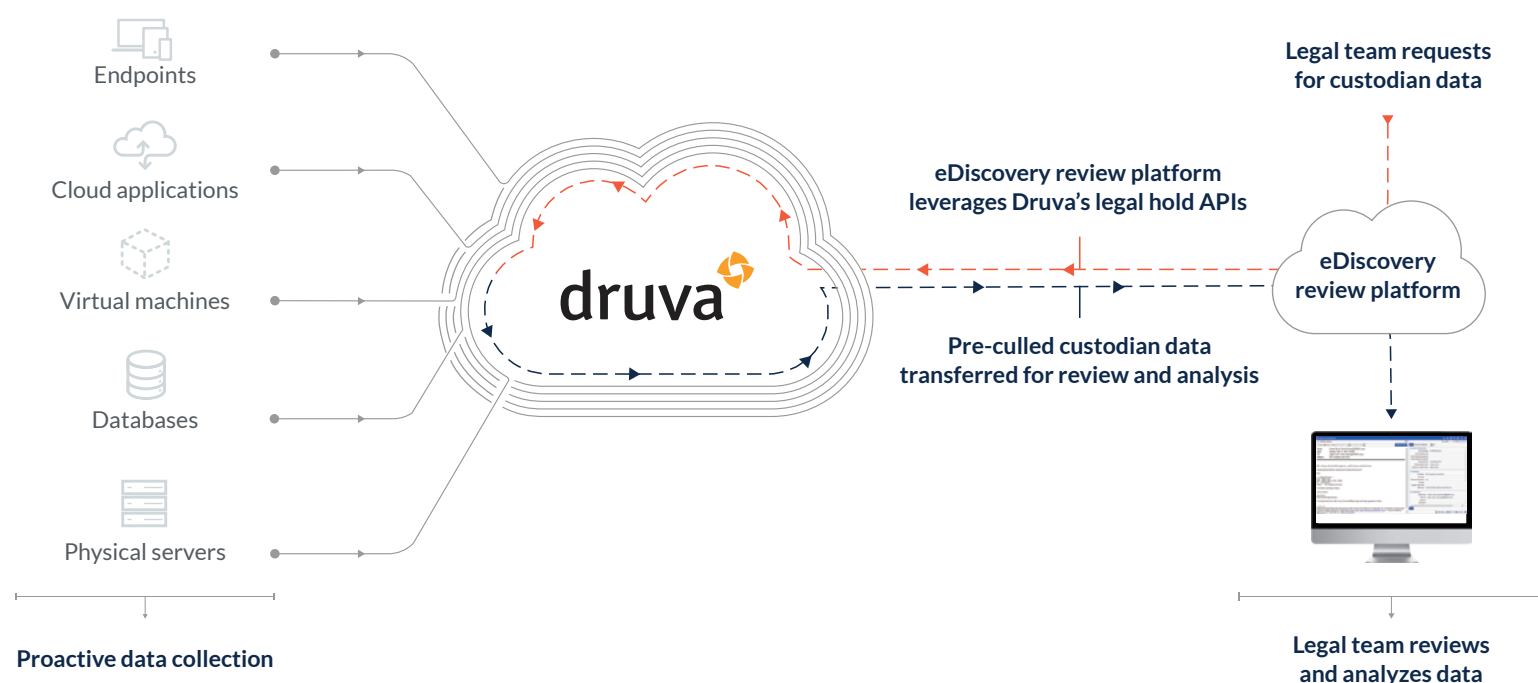 Endpoints
Cloud applications
Virtual machines
Databases
Physical servers
Proactive data collection
druva
eDiscovery review platform
leverages Druva’s legal hold APIs
Pre-culled custodian data
transferred for review and analysis
Legal team requests
for custodian data
eDiscovery
review platform
Legal team reviews
and analyzes data